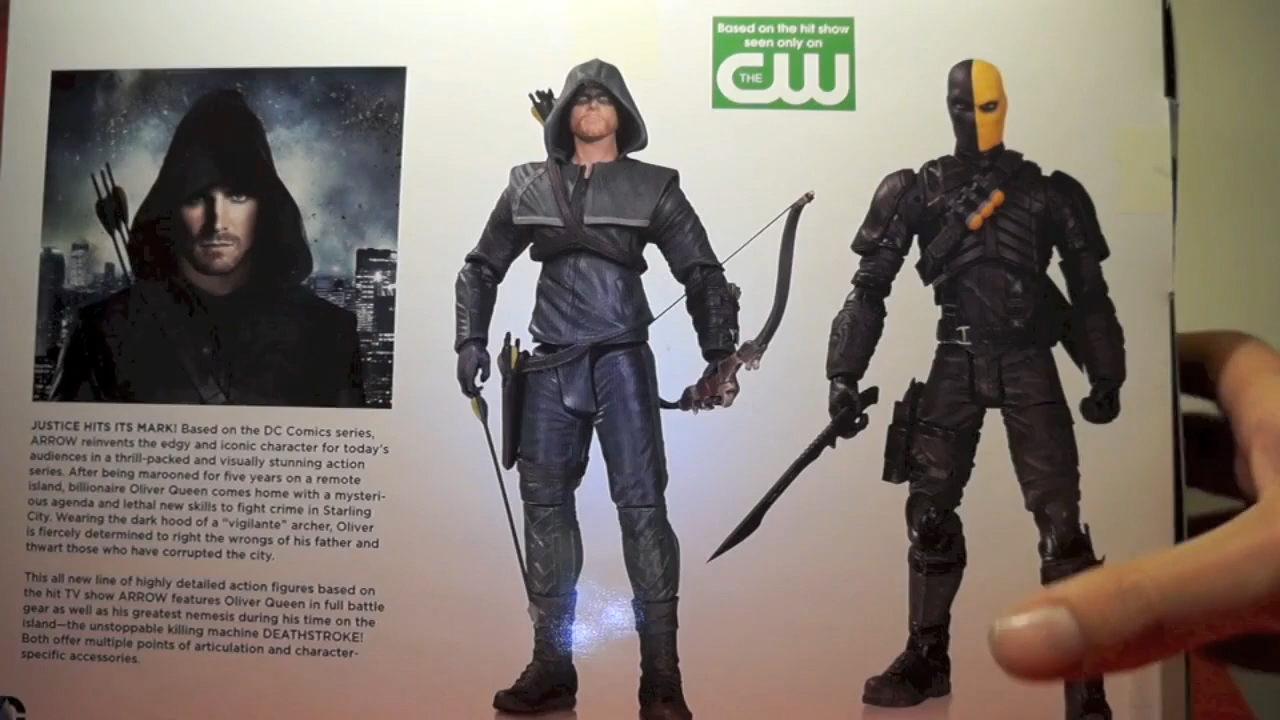 Based on the hit show
seen only on
THE CW
JUSTICE HITS ITS MARK! Based on the DC Comics series,
ARROW reinvents the edgy and iconic character for today's
audiences in a thrill-packed and visually stunning action
series. After being marooned for five years on a remote
island, billionaire Oliver Queen comes home with a mysteri-
ous agenda and lethal new skills to fight crime in Starling
City. Wearing the dark hood of a "vigilante" archer, Oliver
is fiercely determined to right the wrongs of his father and
thwart those who have corrupted the city.
This all new line of highly detailed action figures based on
the hit TV show ARROW features Oliver Queen in full battle
gear as well as his greatest nemesis during his time on the
island—the unstoppable killing machine DEATHSTROKE!
Both offer multiple points of articulation and character-
specific accessories.